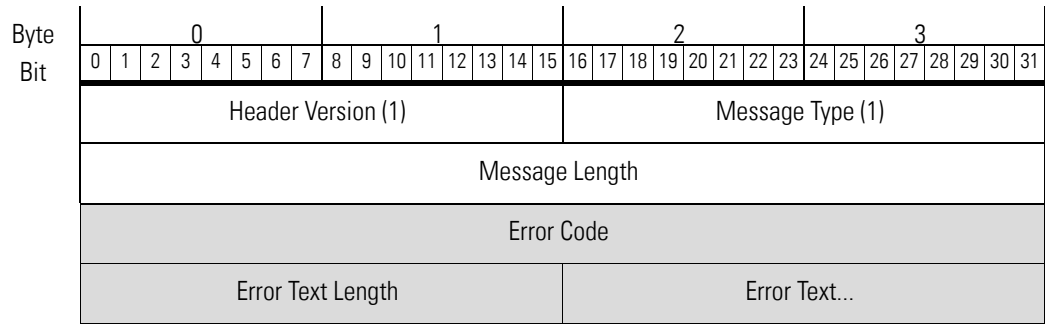 Byte 0 1 2 3
Bit 0 1 2 3 4 5 6 7 8 9 10 11 12 13 14 15 16 17 18 19 20 21 22 23 24 25 26 27 28 29 30 31
Header Version (1) Message Type (1)
Message Length
Error Code
Error Text Length Error Text...